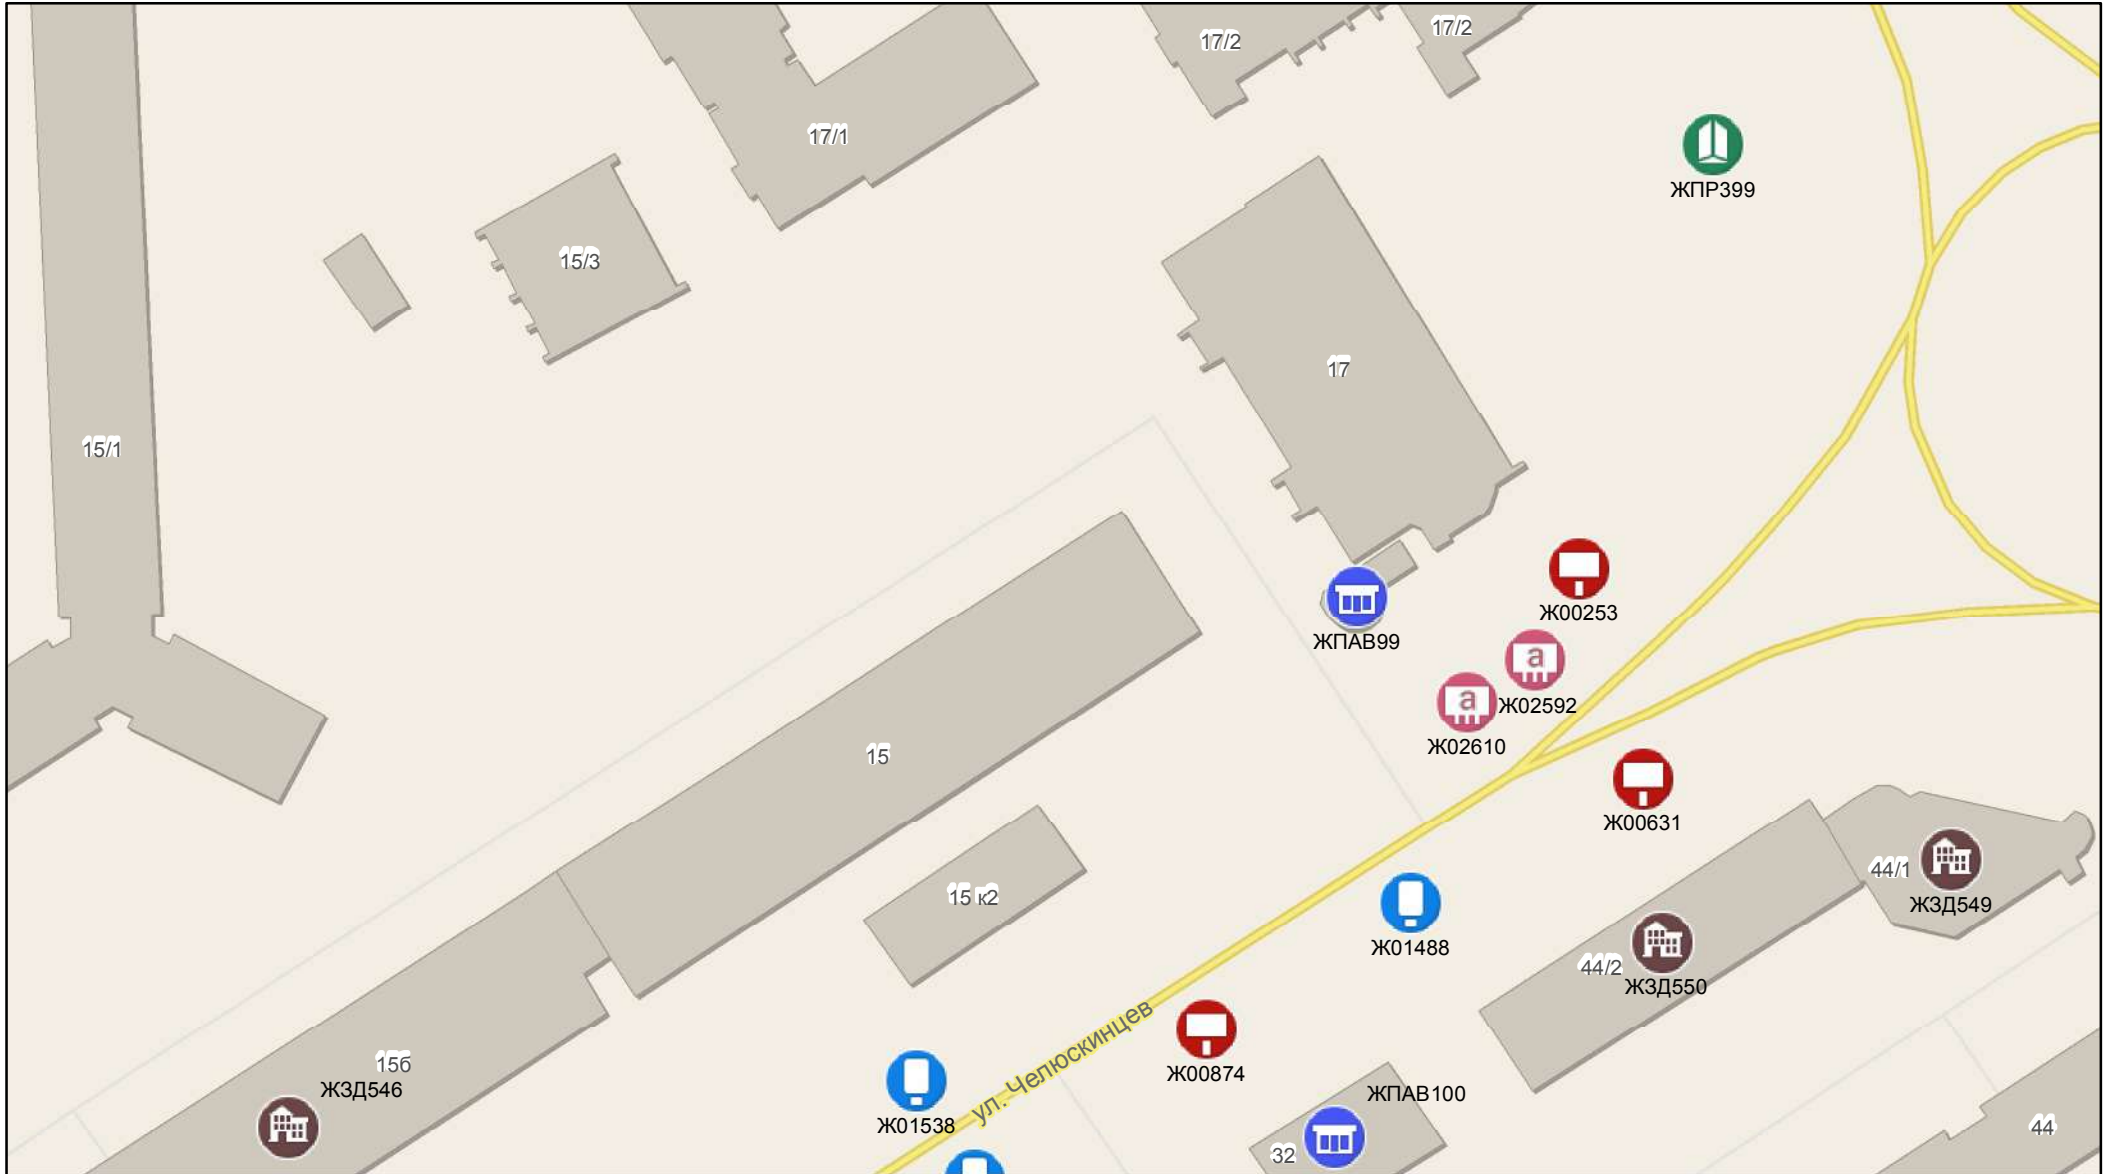 17/2
17/2
17/1
ЖПР399
15/3
17
15/1
Ж00253
ЖПАВ99
Ж02592
Ж02610
15
Ж00631
44/1
15 к2
ЖЗД549
Ж01488
44/2
ЖЗД550
ул. Челюскинцев
15б
Ж00874
ЖЗД546
ЖПАВ100
Ж01538
44
32
a
a